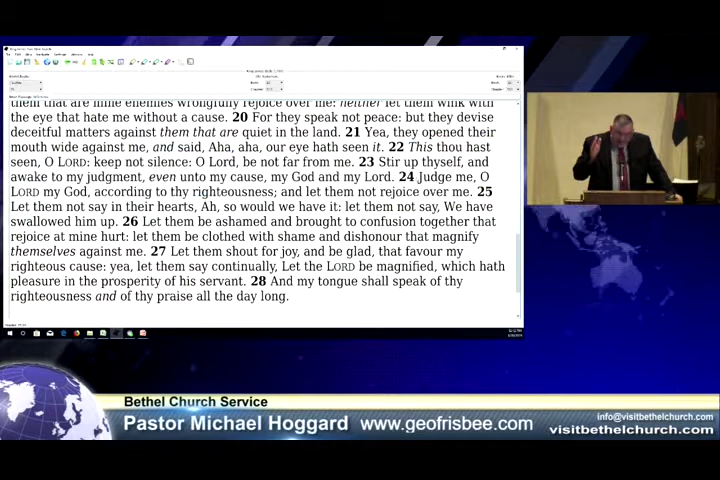 them that are mine enemies wrongfully rejoice over me: neither let them wink with
the eye that hate me without a cause. 20 For they speak not peace: but they devise
deceitful matters against them that are quiet in the land. 21 Yea, they opened their
mouth wide against me, and said, Aha, aha, our eye hath seen it. 22 This thou hast
seen, O LORD: keep not silence: O Lord, be not far from me. 23 Stir up thyself, and
awake to my judgment, even unto my cause, my God and my Lord. 24 Judge me, O
LORD my God, according to thy righteousness; and let them not rejoice over me. 25
Let them not say in their hearts, Ah, so would we have it: let them not say, We have
swallowed him up. 26 Let them be ashamed and brought to confusion together that
rejoice at mine hurt: let them be clothed with shame and dishonour that magnify
themselves against me. 27 Let them shout for joy, and be glad, that favour my
righteous cause: yea, let them say continually, Let the LORD be magnified, which hath
pleasure in the prosperity of his servant. 28 And my tongue shall speak of thy
righteousness and of thy praise all the day long.
Bethel Church Service
Pastor Michael Hoggard www.geofrisbee.com
info@visitbethelchurch.com
visitbethelchurch.com